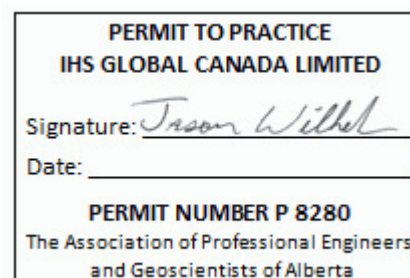 PERMIT TO PRACTICE
IHS GLOBAL CANADA LIMITED
Signature: Jason Wilhel
Date:
PERMIT NUMBER P 8280
The Association of Professional Engineers
and Geoscientists of Alberta